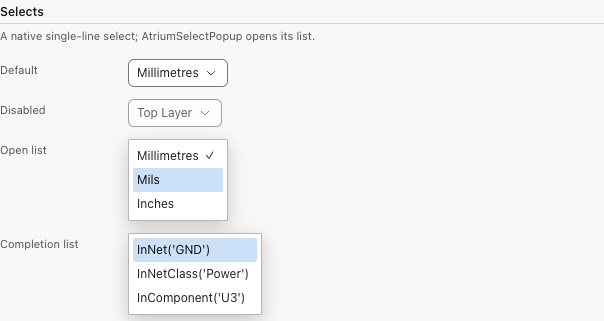 Selects
A native single-line select; AtriumSelectPopup opens its list.
Default
Millimetres
Disabled
Top Layer
Open list
Millimetres ✓
Mils
Inches
Completion list
InNet('GND')
InNetClass('Power')
InComponent('U3')